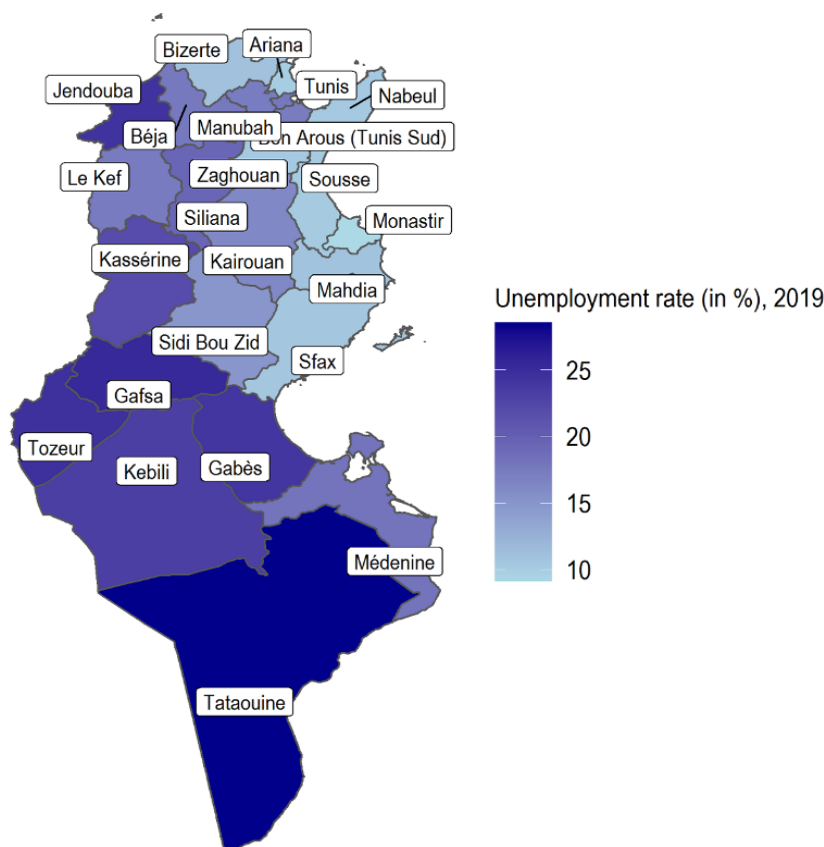 Ariana
Bizerte
Jendouba
Tunis
Nabeul
Béja
Manubah
Ben Arous (Tunis Sud)
Le Kef
Zaghouan
Sousse
Siliana
Monastir
Kassérine
Kairouan
Mahdia
Sidi Bou Zid
Sfax
Gafsa
Tozeur
Kebili
Gabès
Médenine
Tataouine
Unemployment rate (in %), 2019
25
20
15
10